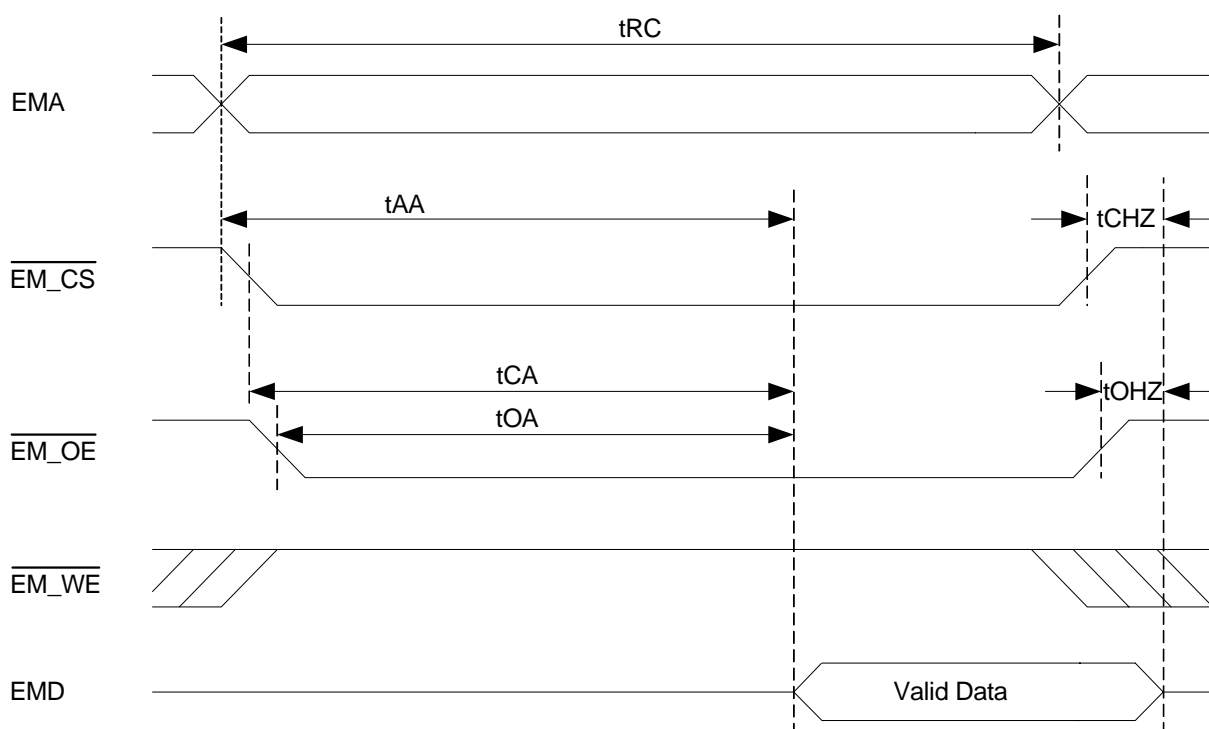 tRC
EMA
tAA
tCHZ
EM_CS
tCA
tOHZ
tOA
EM_OE
EM_WE
EMD
Valid Data